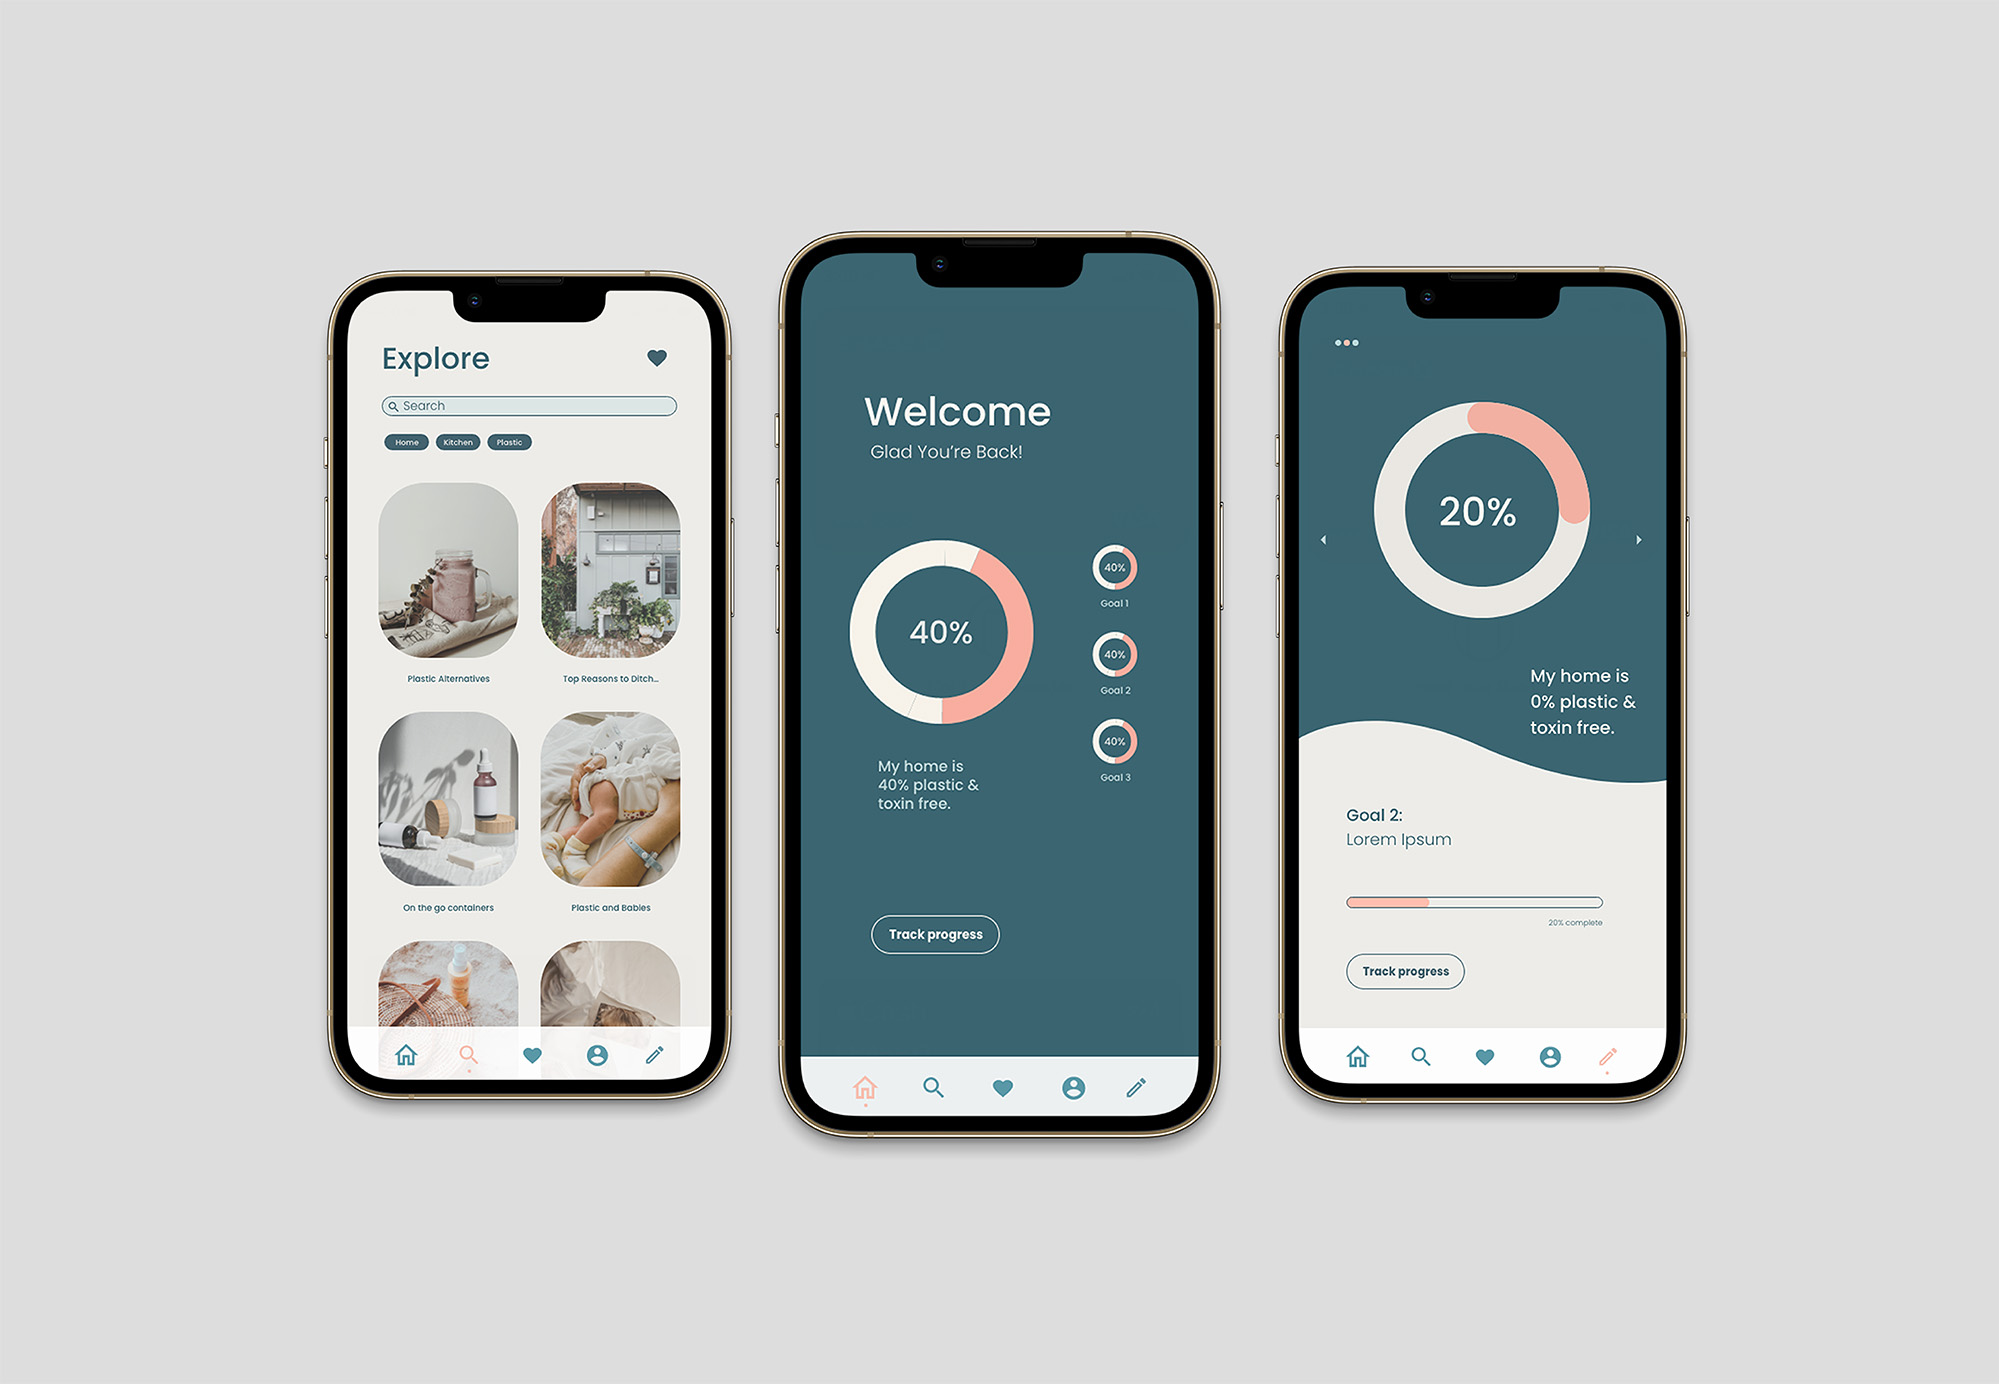 Explore
Search
Home
Kitchen
Plastic
Plastic Alternatives
Top Reasons to Ditch...
On the go containers
Plastic and Babies
Welcome
Glad You're Back!
40%
40%
Goal 1
40%
Goal 2
40%
Goal 3
My home is
40% plastic &
toxin free.
Track progress
20%
My home is
0% plastic &
toxin free.
Goal 2:
Lorem Ipsum
20% complete
Track progress